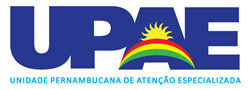 UPAE
UNIDADE PERNAMBUCANA DE ATENÇÃO ESPECIALIZADA